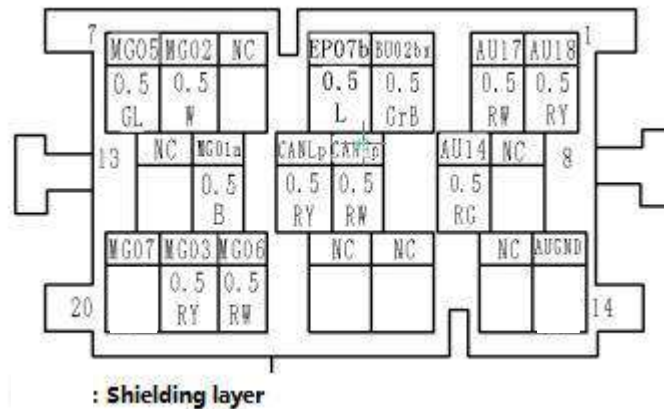 7 MG05 MG02 NC EP07b BU02bx AU17 AU18 1
0.5 0.5 0.5 0.5 0.5 0.5
GL W L GrB RW RY
13 NC MG01a CANLp AU14 NC 8
0.5 0.5 0.5 0.5
B RY RW RG
MG07 MG03 MG06 NC NC NC AUGND
0.5 0.5
20 RY RW 14
: Shielding layer